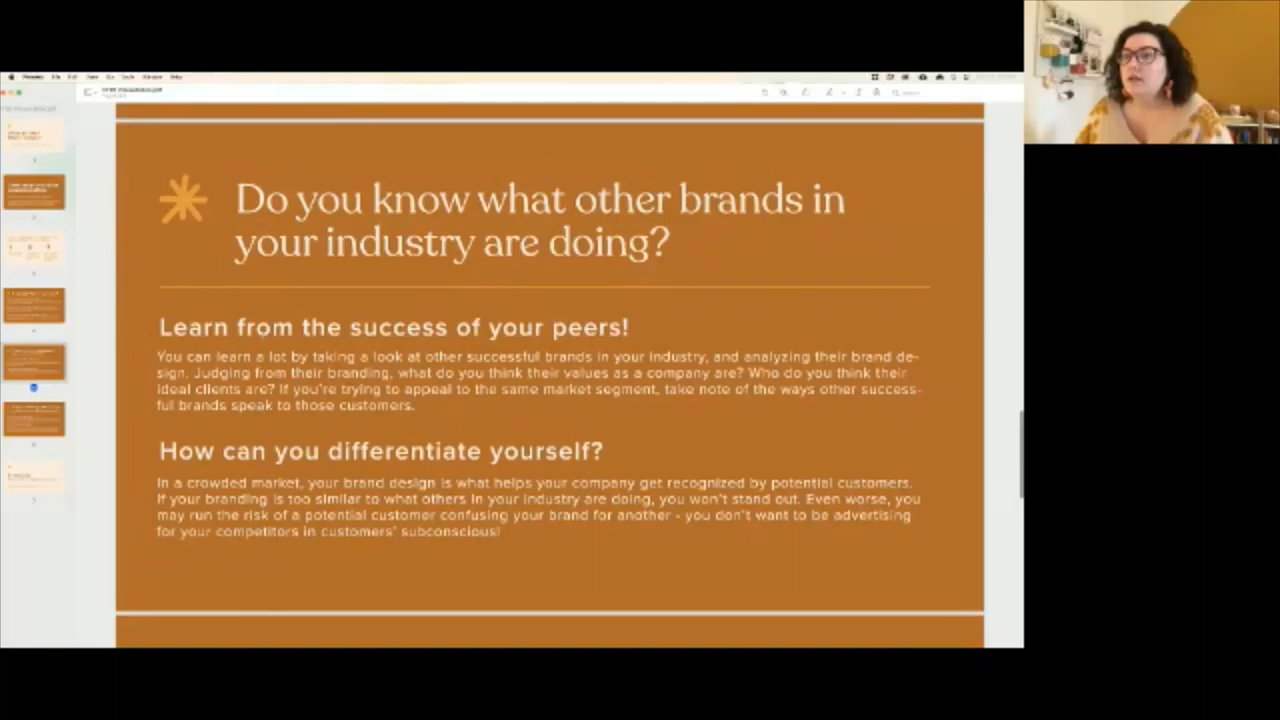 Do you know what other brands in
your industry are doing?
Learn from the success of your peers!
You can learn a lot by taking a look at other successful brands in your industry, and analyzing their brand de-
sign. Judging from their branding, what do you think their values as a company are? Who do you think their
ideal clients are? If you're trying to appeal to the same market segment, take note of the ways other success-
ful brands speak to those customers.
How can you differentiate yourself?
In a crowded market, your brand design is what helps your company get recognized by potential customers.
If your branding is too similar to what others in your industry are doing, you won't stand out. Even worse, you
may run the risk of a potential customer confusing your brand for another - you don't want to be advertising
for your competitors in customers' subconscious!